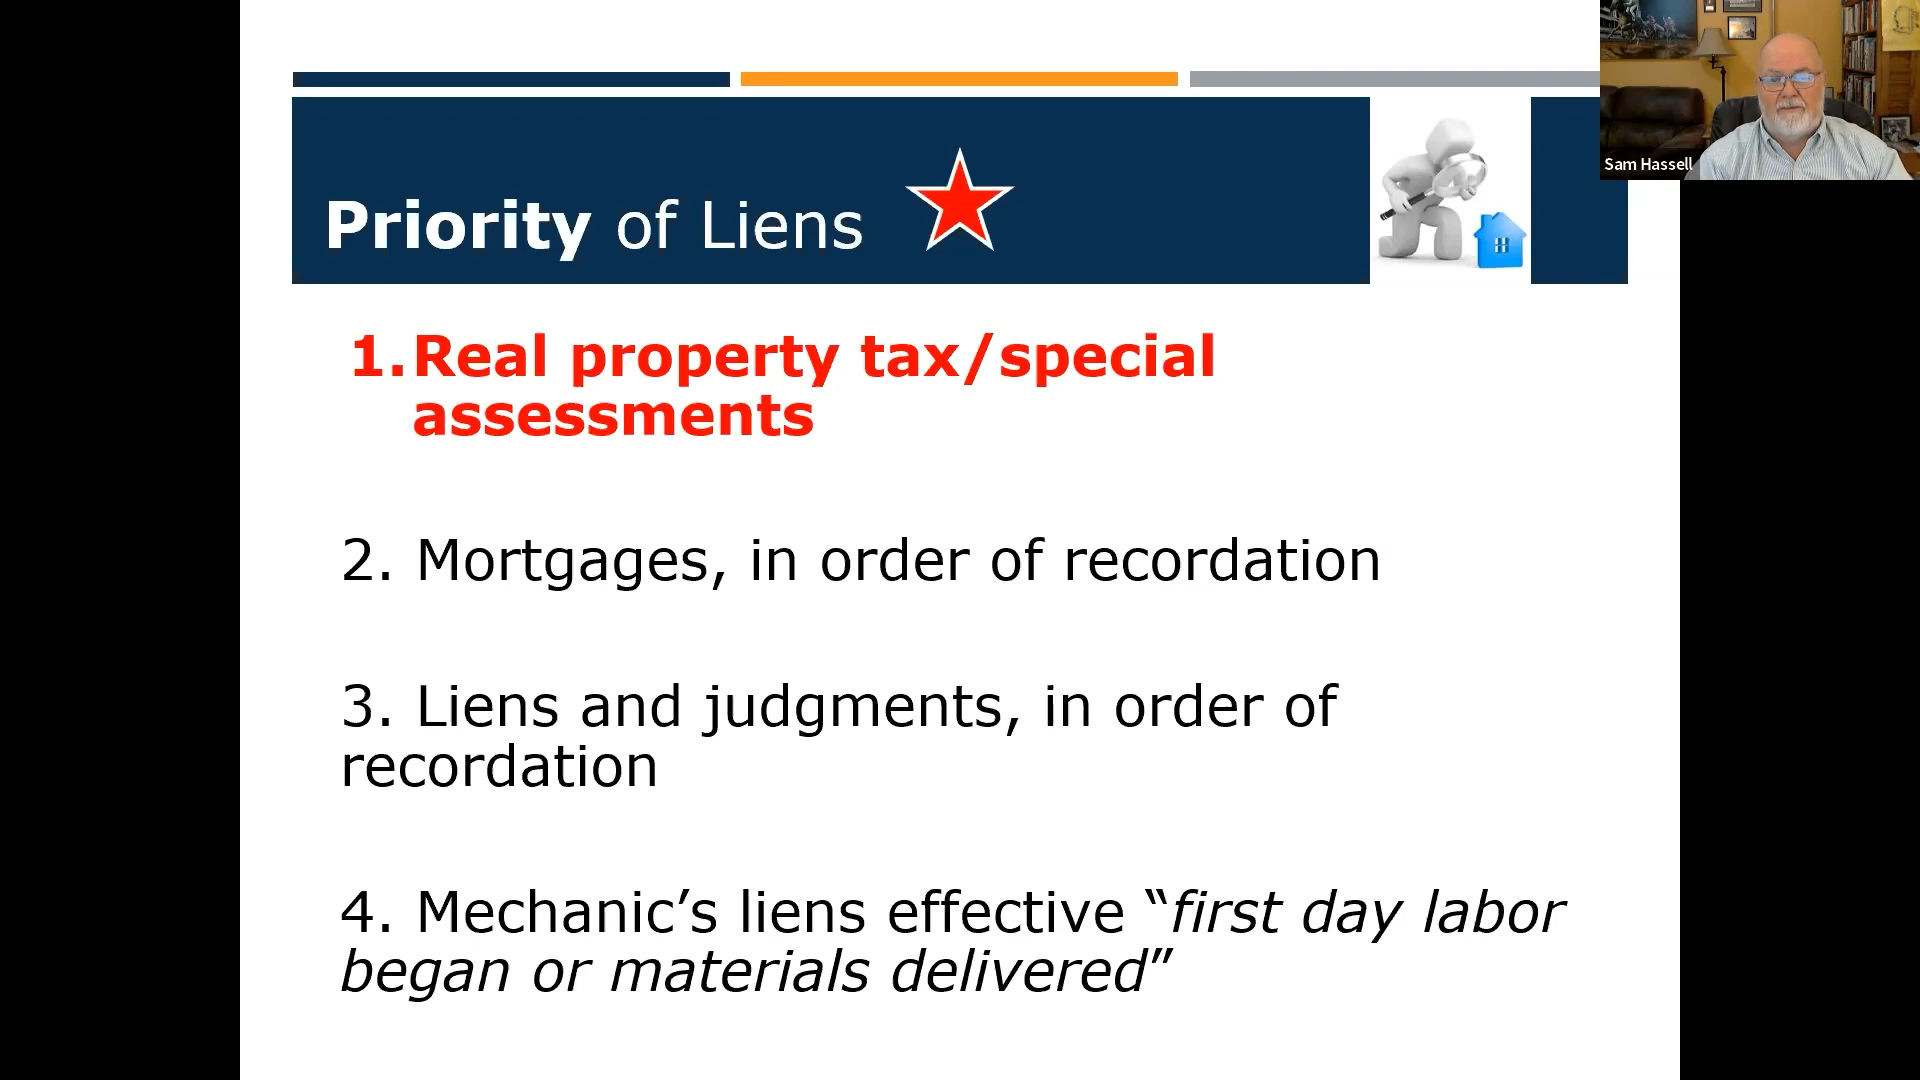 Sam Hassell
Priority of Liens
1. Real property tax/special
assessments
2. Mortgages, in order of recordation
3. Liens and judgments, in order of
recordation
4. Mechanic’s liens effective “first day labor
began or materials delivered”